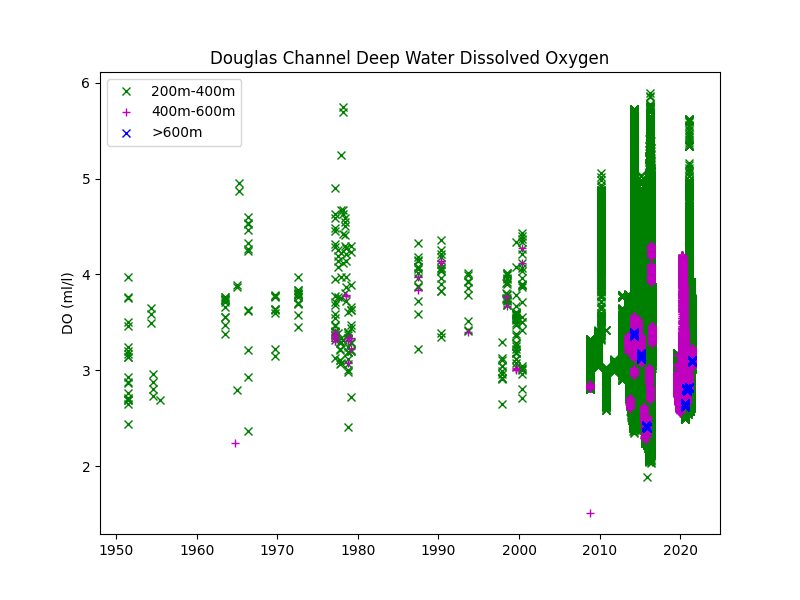 Douglas Channel Deep Water Dissolved Oxygen
200m-400m
400m-600m
>600m
DO (ml/l)
6
5
4
3
2
1950 1960 1970 1980 1990 2000 2010 2020